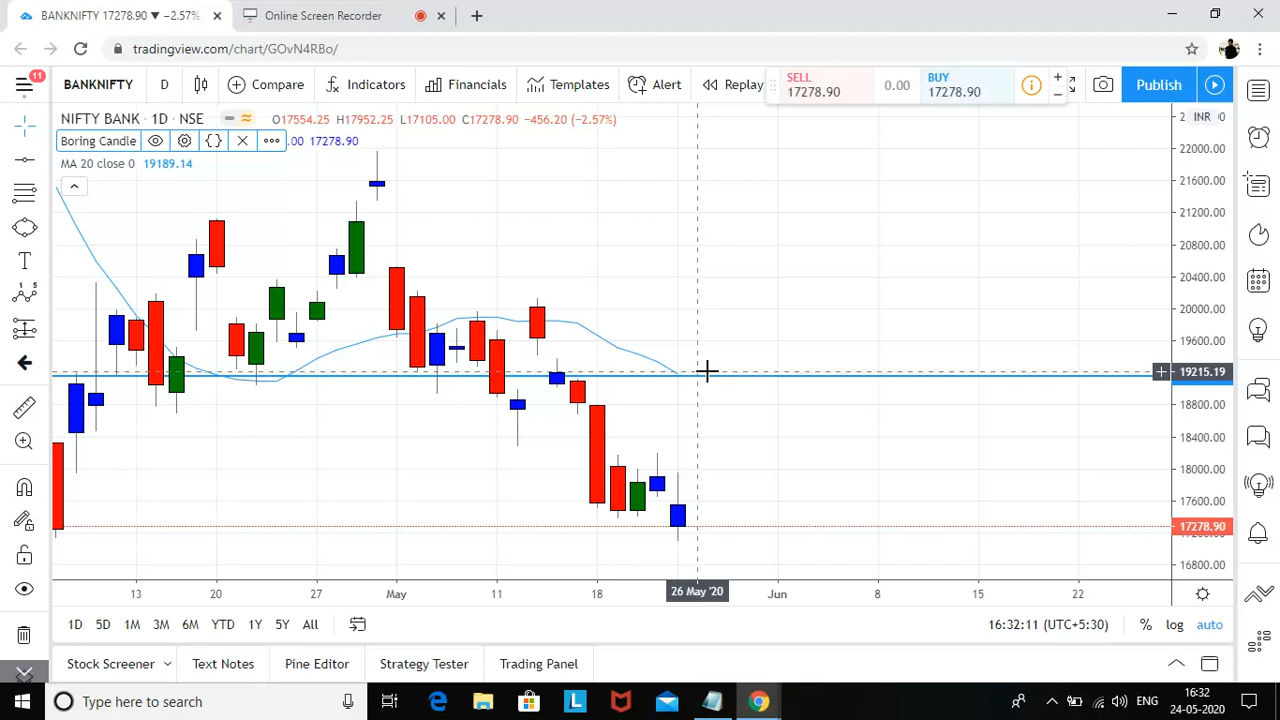 BANKNIFTY 17278.90 ▼ −2.57%
Online Screen Recorder
tradingview.com/chart/GOvN4RBo/
11
BANKNIFTY D Compare Indicators Financials Templates Alert Replay
SELL
17278.90
0.00
BUY
17278.90
Publish
NIFTY BANK · 1D · NSE O17554.25 H17952.25 L17105.00 C17278.90 −456.20 (−2.57%)
Boring Candle .00 17278.90
MA 20 close 0 19189.14
INR
22000.00
21600.00
21200.00
20800.00
20400.00
20000.00
19600.00
19215.19
18800.00
18400.00
18000.00
17600.00
17278.90
16800.00
13 20 27 May 11 18 26 May '20 Jun 8 15 22
1D 5D 1M 3M 6M YTD 1Y 5Y All
16:32:11 (UTC+5:30) % log auto
Stock Screener Text Notes Pine Editor Strategy Tester Trading Panel
Type here to search
ENG
16:32
24-05-2020